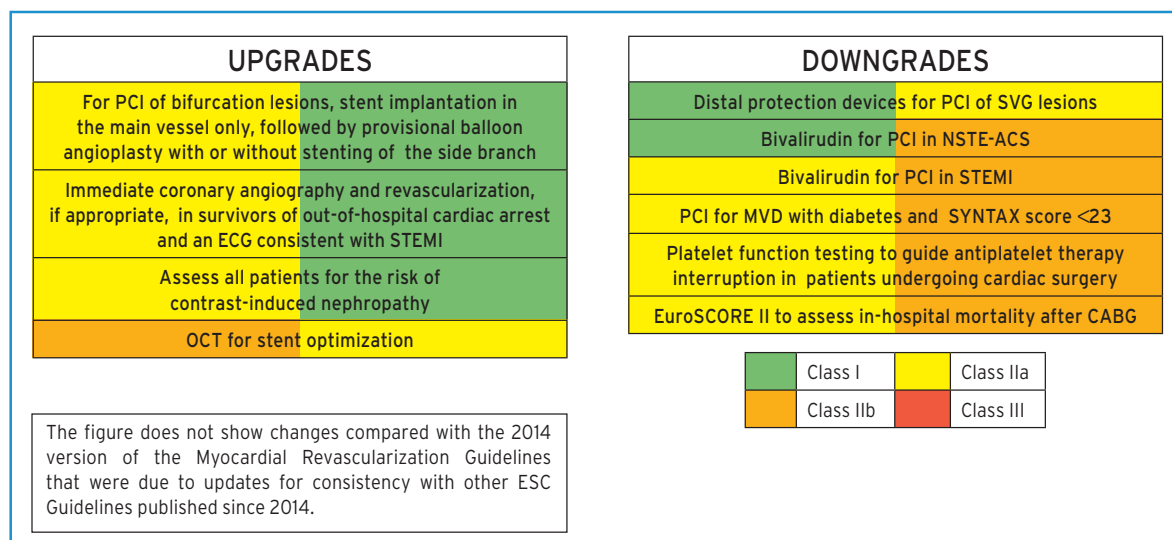 UPGRADES
For PCI of bifurcation lesions, stent implantation in
the main vessel only, followed by provisional balloon
angioplasty with or without stenting of the side branch
Immediate coronary angiography and revascularization,
if appropriate, in survivors of out-of-hospital cardiac arrest
and an ECG consistent with STEMI
Assess all patients for the risk of
contrast-induced nephropathy
OCT for stent optimization
The figure does not show changes compared with the 2014
version of the Myocardial Revascularization Guidelines
that were due to updates for consistency with other ESC
Guidelines published since 2014.
DOWNGRADES
Distal protection devices for PCI of SVG lesions
Bivalirudin for PCI in NSTE-ACS
Bivalirudin for PCI in STEMI
PCI for MVD with diabetes and SYNTAX score <23
Platelet function testing to guide antiplatelet therapy
interruption in patients undergoing cardiac surgery
EuroSCORE II to assess in-hospital mortality after CABG
Class I
Class IIa
Class IIb
Class III